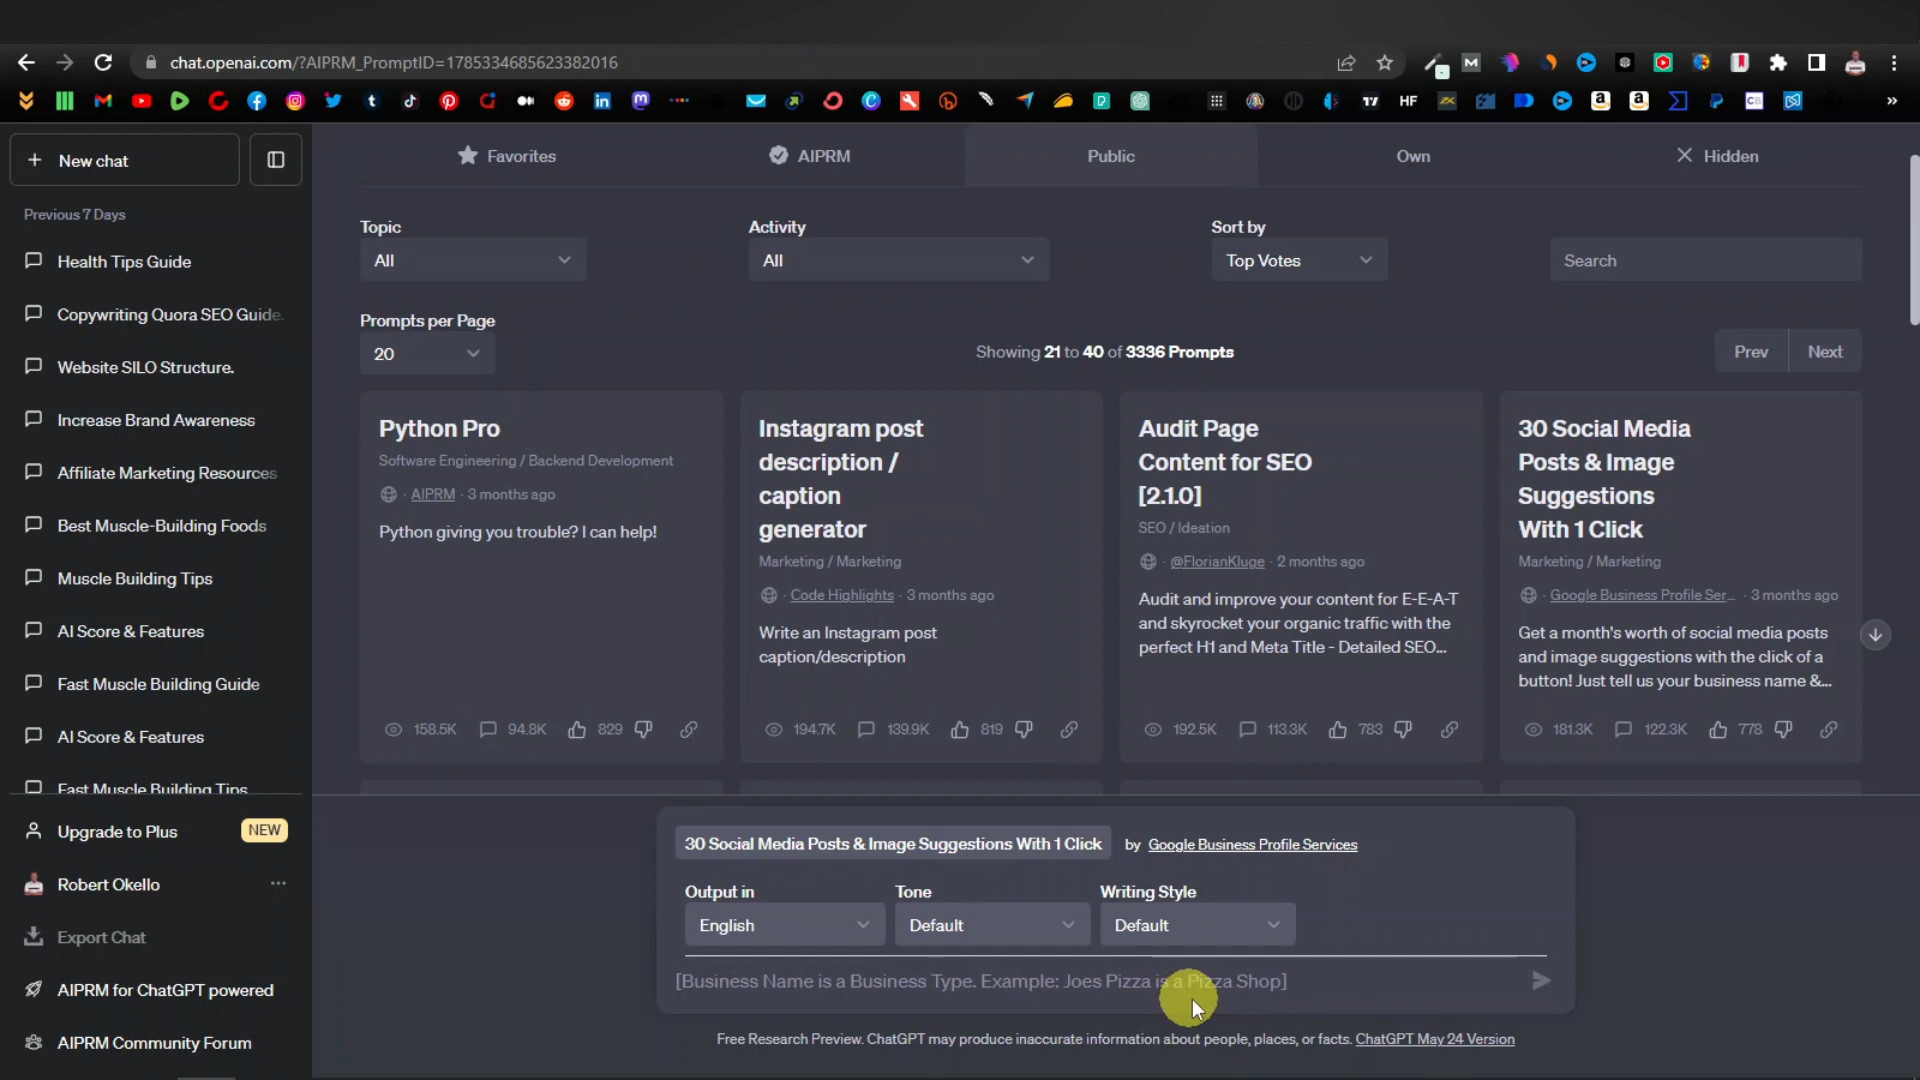 chat.openai.com/?AIPRM_PromptID=1785334685623382016
New chat
Previous 7 Days
Health Tips Guide
Copywriting Quora SEO Guide.
Website SILO Structure.
Increase Brand Awareness
Affiliate Marketing Resources
Best Muscle-Building Foods
Muscle Building Tips
AI Score & Features
Fast Muscle Building Guide
AI Score & Features
Fast Muscle Building Tips
Upgrade to Plus NEW
Robert Okello
Export Chat
AIPRM for ChatGPT powered
AIPRM Community Forum
Favorites AIPRM Public Own Hidden
Topic Activity Sort by
All All Top Votes Search
Prompts per Page
20 Showing 21 to 40 of 3336 Prompts Prev Next
Python Pro
Software Engineering / Backend Development
· AIPRM · 3 months ago
Python giving you trouble? I can help!
158.5K 94.8K 829
Instagram post
description /
caption
generator
Marketing / Marketing
· Code Highlights · 3 months ago
Write an Instagram post
caption/description
194.7K 139.9K 819
Audit Page
Content for SEO
[2.1.0]
SEO / Ideation
· @FlorianKluge · 2 months ago
Audit and improve your content for E-E-A-T
and skyrocket your organic traffic with the
perfect H1 and Meta Title - Detailed SEO...
192.5K 113.3K 783
30 Social Media
Posts & Image
Suggestions
With 1 Click
Marketing / Marketing
· Google Business Profile Ser... · 3 months ago
Get a month's worth of social media posts
and image suggestions with the click of a
button! Just tell us your business name &...
181.3K 122.3K 778
30 Social Media Posts & Image Suggestions With 1 Click by Google Business Profile Services
Output in Tone Writing Style
English Default Default
[Business Name is a Business Type. Example: Joes Pizza is a Pizza Shop]
Free Research Preview. ChatGPT may produce inaccurate information about people, places, or facts. ChatGPT May 24 Version